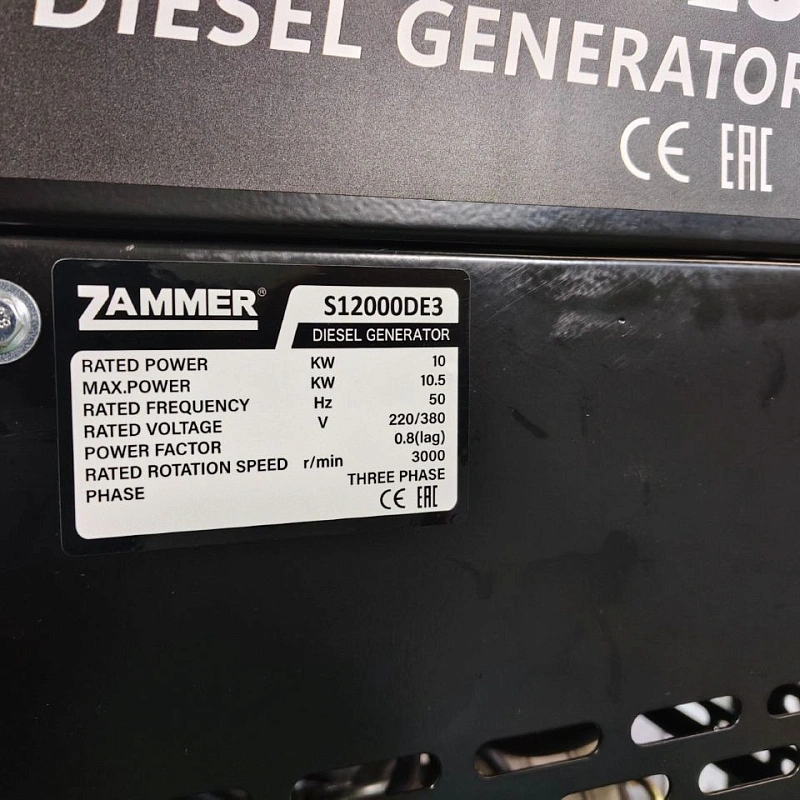 DIESEL GENERATOR
CE EAC
ZAMMER®
S12000DE3
DIESEL GENERATOR
RATED POWER KW 10
MAX.POWER KW 10.5
RATED FREQUENCY Hz 50
RATED VOLTAGE V 220/380
POWER FACTOR 0.8(lag)
RATED ROTATION SPEED r/min 3000
PHASE THREE PHASE
CE EAC